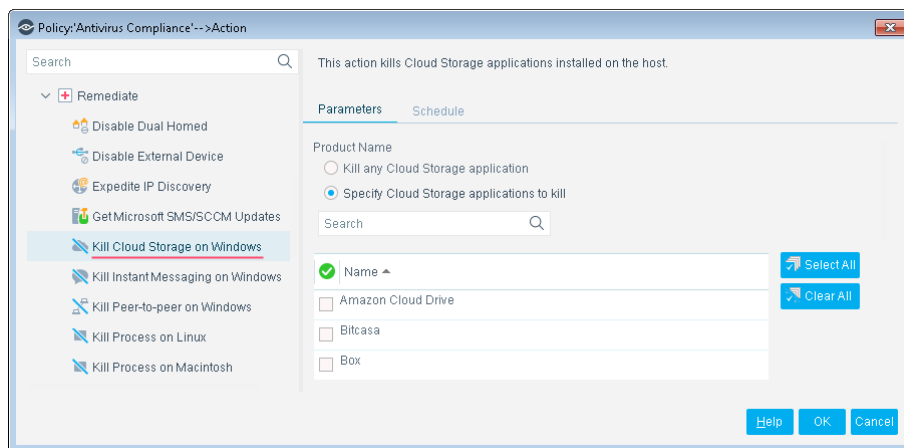 Policy:'Antivirus Compliance'-->Action
Search
Remediate
Disable Dual Homed
Disable External Device
Expedite IP Discovery
Get Microsoft SMS/SCCM Updates
Kill Cloud Storage on Windows
Kill Instant Messaging on Windows
Kill Peer-to-peer on Windows
Kill Process on Linux
Kill Process on Macintosh
This action kills Cloud Storage applications installed on the host.
Parameters Schedule
Product Name
Kill any Cloud Storage application
Specify Cloud Storage applications to kill
Search
Name
Amazon Cloud Drive
Bitcasa
Box
Select All
Clear All
Help OK Cancel